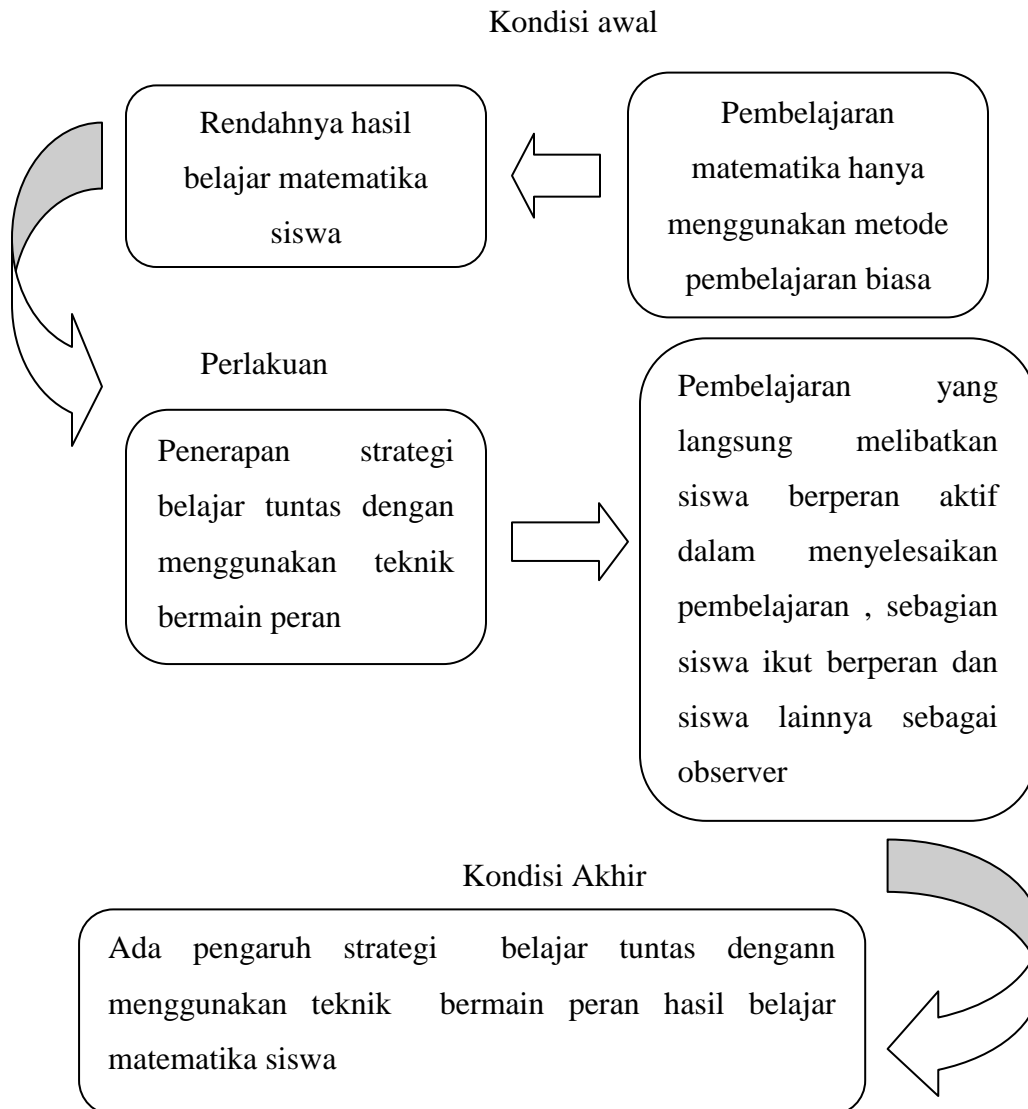 Kondisi awal
Rendahnya hasil
belajar matematika
siswa
Pembelajaran
matematika hanya
menggunakan metode
pembelajaran biasa
Perlakuan
Penerapan strategi
belajar tuntas dengan
menggunakan teknik
bermain peran
Pembelajaran yang
langsung melibatkan
siswa berperan aktif
dalam menyelesaikan
pembelajaran , sebagian
siswa ikut berperan dan
siswa lainnya sebagai
observer
Kondisi Akhir
Ada pengaruh strategi belajar tuntas dengann
menggunakan teknik bermain peran hasil belajar
matematika siswa